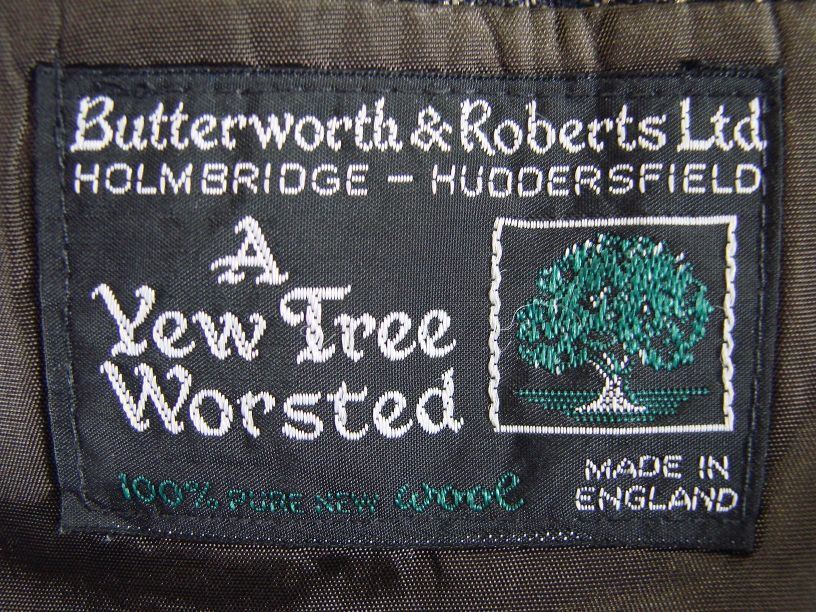 Butterworth & Roberts Ltd
HOLMBRIDGE - HUDDERSFIELD
A
Yew Tree
Worsted
100% PURE NEW wool
MADE IN
ENGLAND